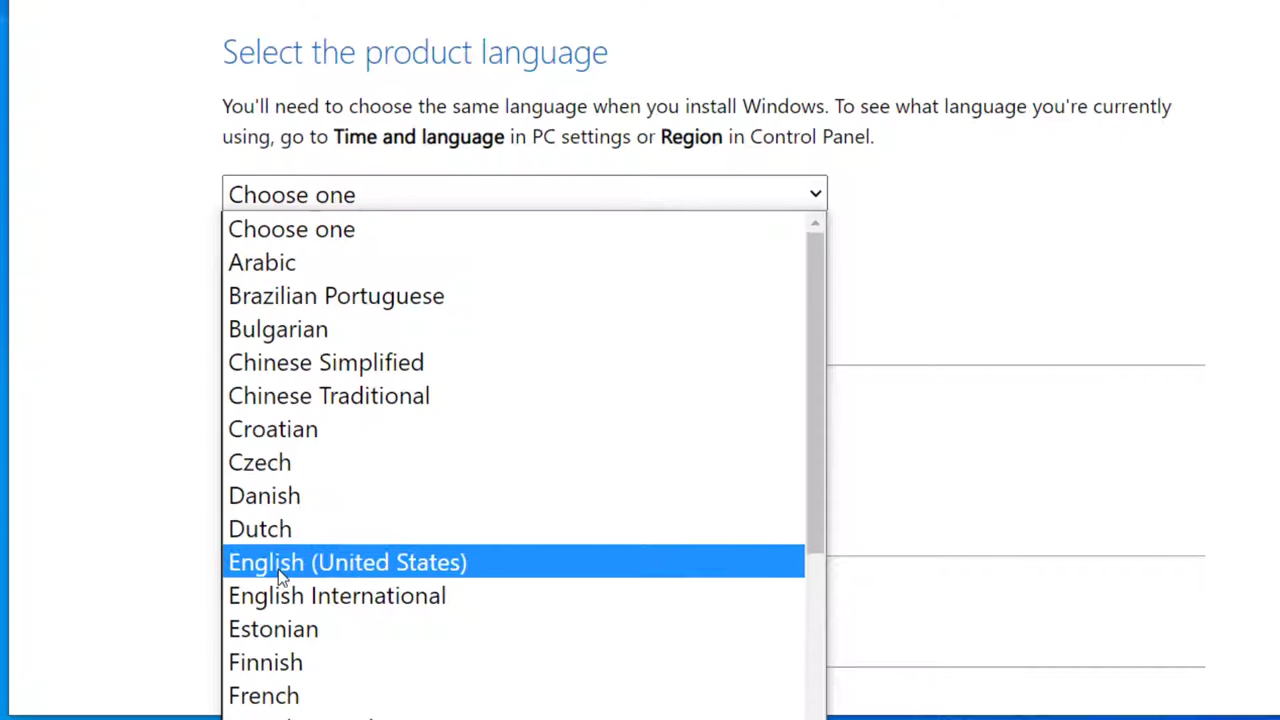 Select the product language
You'll need to choose the same language when you install Windows. To see what language you're currently
using, go to Time and language in PC settings or Region in Control Panel.
Choose one
Choose one
Arabic
Brazilian Portuguese
Bulgarian
Chinese Simplified
Chinese Traditional
Croatian
Czech
Danish
Dutch
English (United States)
English International
Estonian
Finnish
French